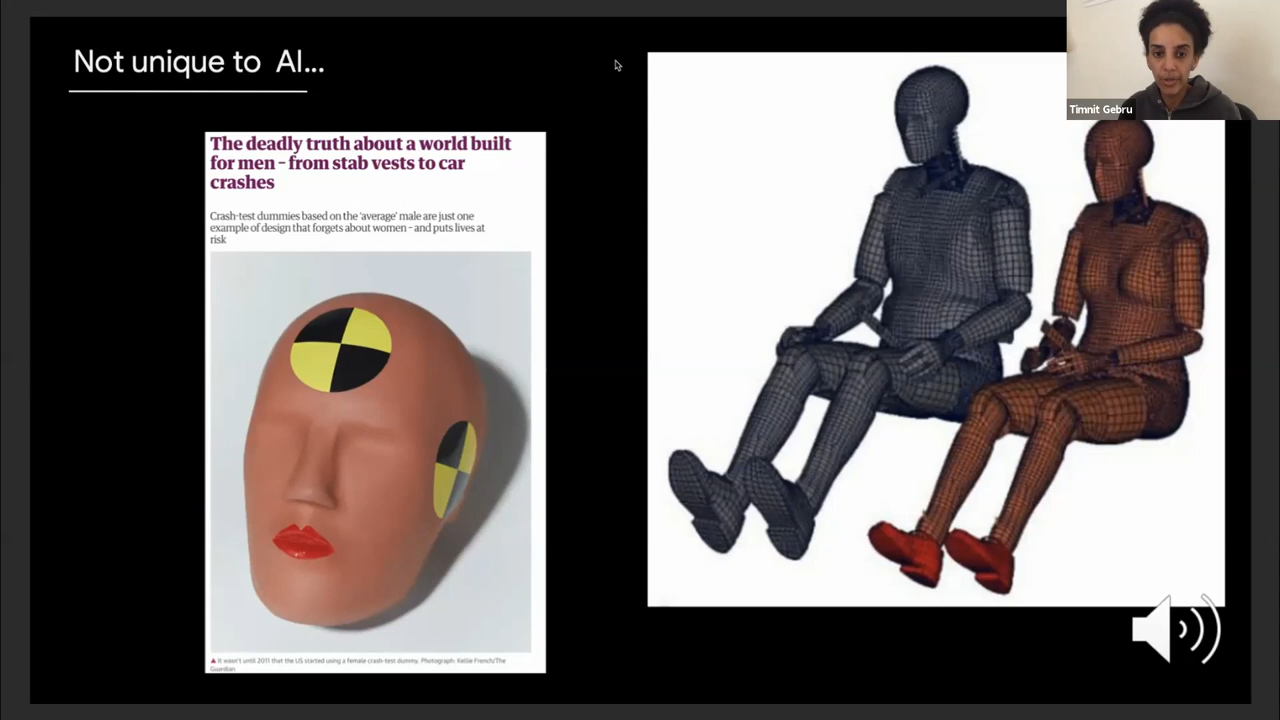 Not unique to AI...
Timnit Gebru
The deadly truth about a world built
for men – from stab vests to car
crashes
Crash-test dummies based on the ‘average’ male are just one
example of design that forgets about women – and puts lives at
risk
▲ It wasn't until 2011 that the US started using a female crash-test dummy. Photograph: Kellie French/The
Guardian